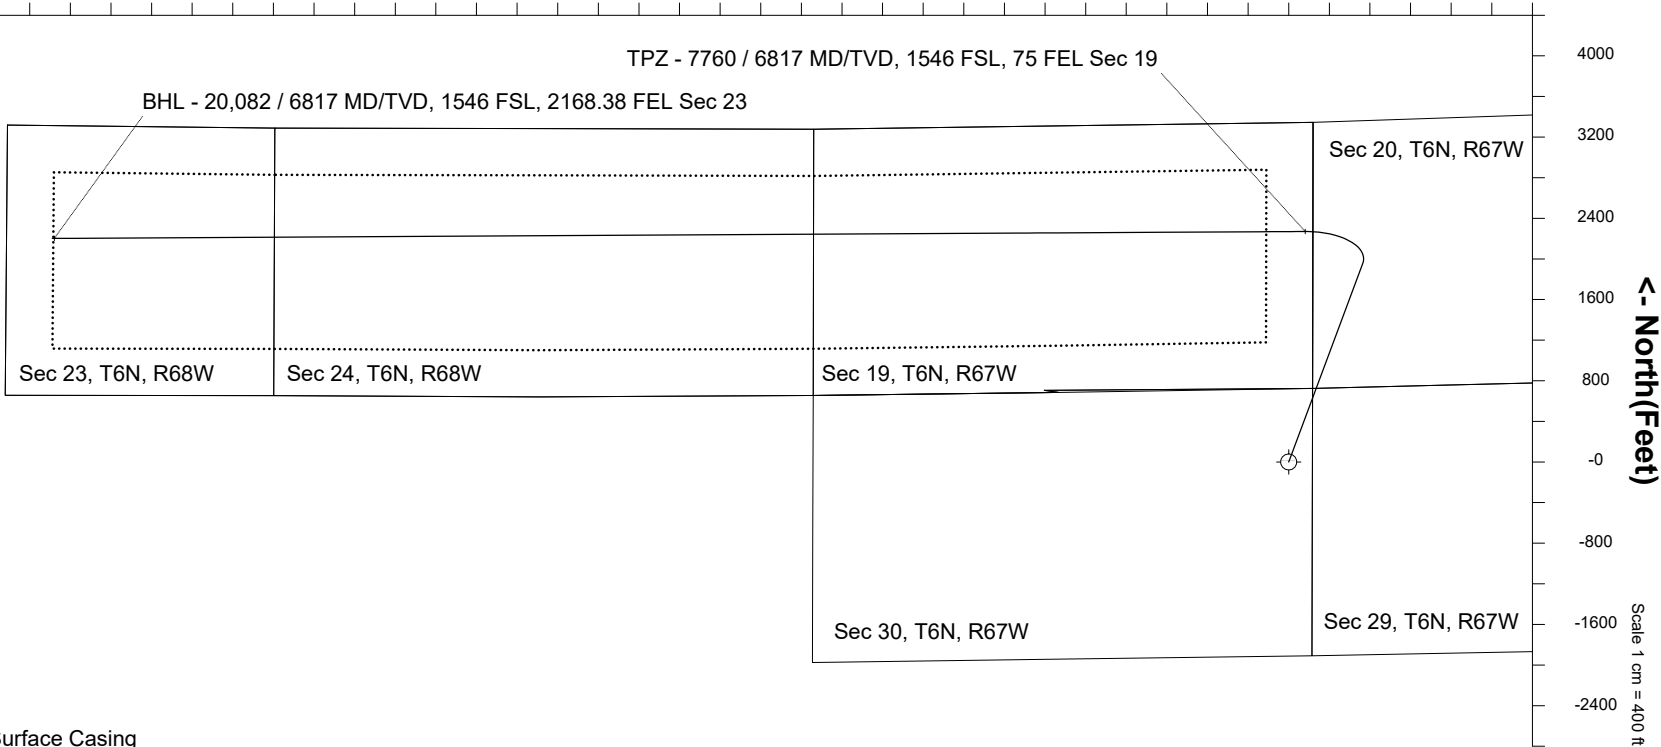 TPZ - 7760 / 6817 MD/TVD, 1546 FSL, 75 FEL Sec 19
BHL - 20,082 / 6817 MD/TVD, 1546 FSL, 2168.38 FEL Sec 23
Sec 20, T6N, R67W
Sec 23, T6N, R68W
Sec 24, T6N, R68W
Sec 19, T6N, R67W
Sec 30, T6N, R67W
Sec 29, T6N, R67W
4000
3200
2400
1600
800
-0
-800
-1600
-2400
<- North(Feet)
Scale 1 cm = 400 ft
urface Casing